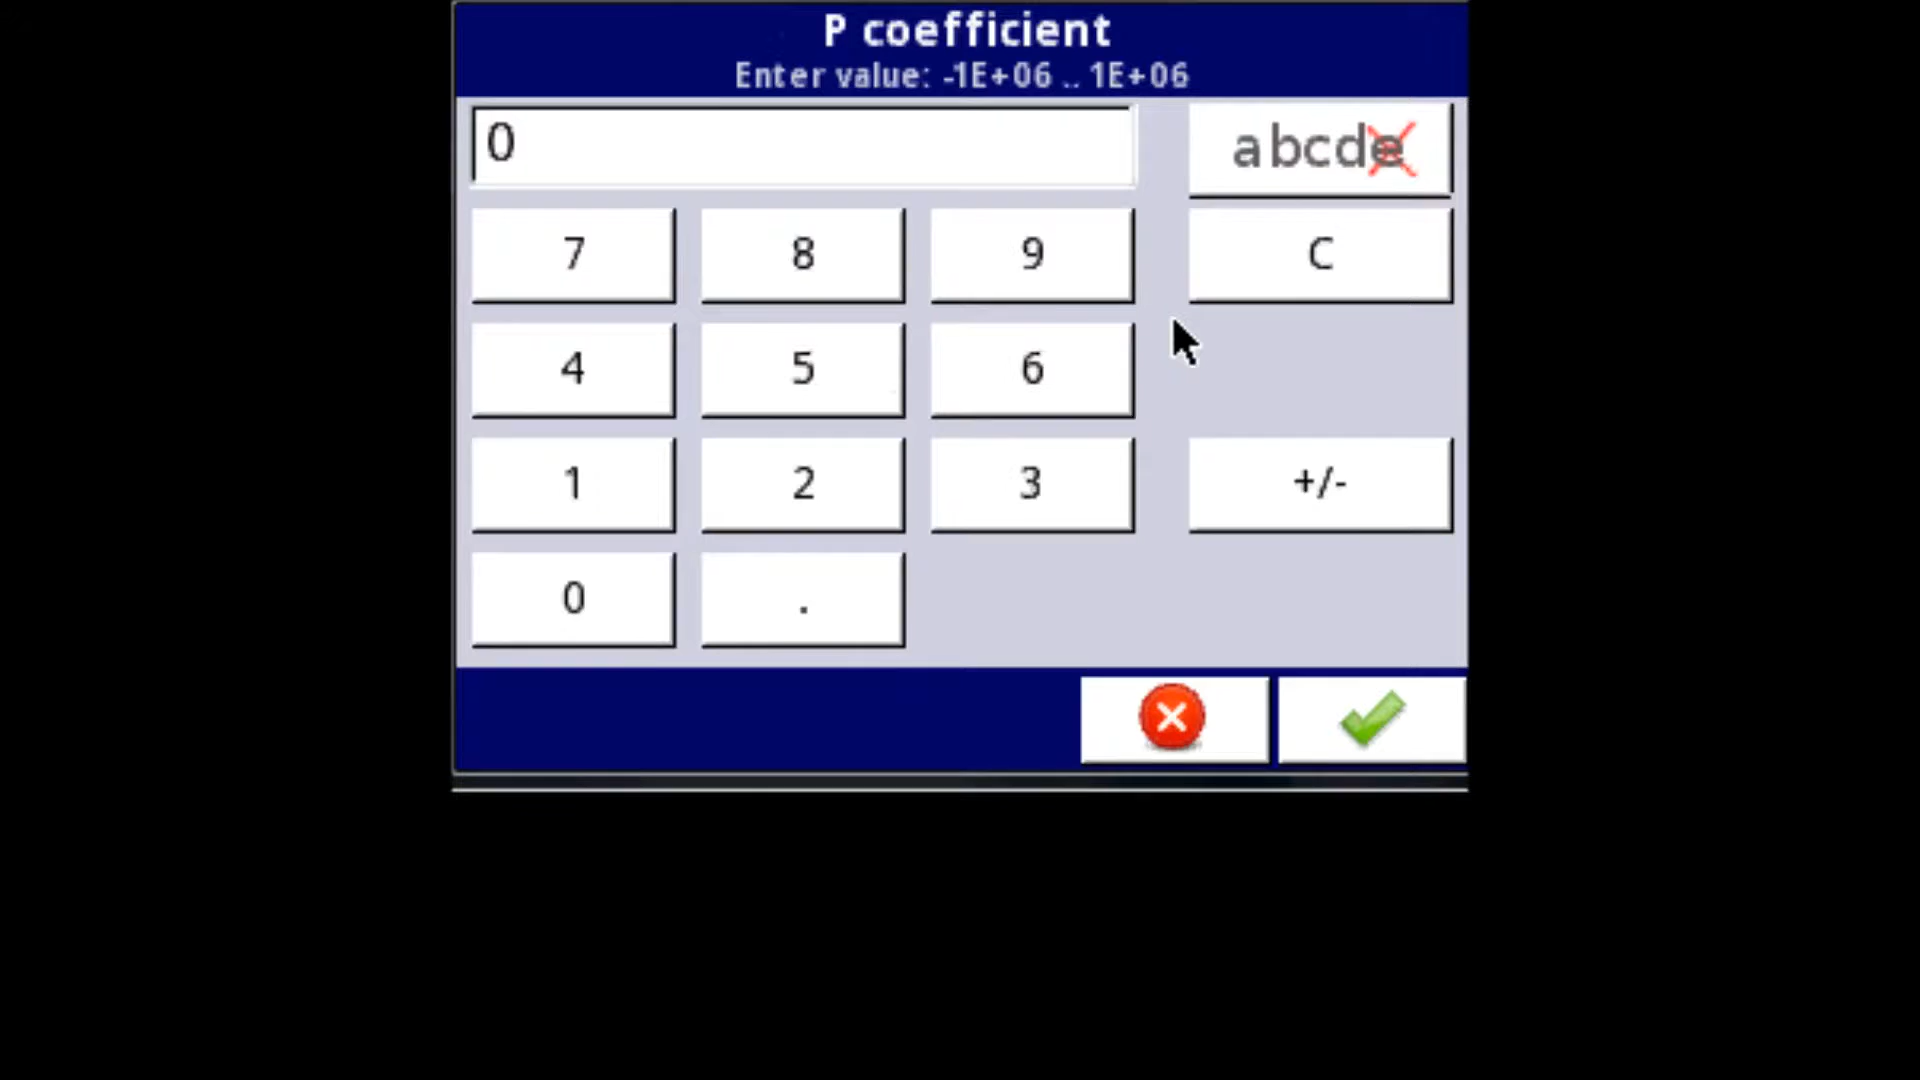 P coefficient
Enter value: -1E+06 .. 1E+06
0
abcde
7 8 9 C
4 5 6
1 2 3 +/-
0 .